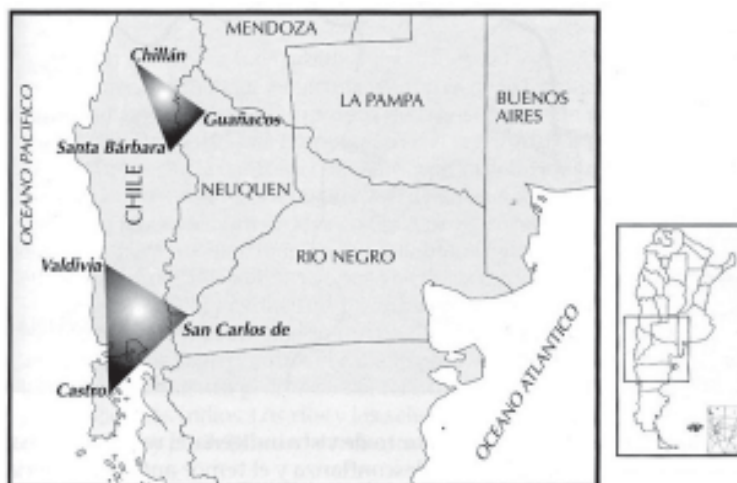 MENDOZA
Chillán
LA PAMPA
BUENOS
AIRES
Guañacos
Santa Bárbara
OCEANO PACIFICO
CHILE
NEUQUEN
RIO NEGRO
Valdivia
San Carlos de
Castro
OCEANO ATLANTICO